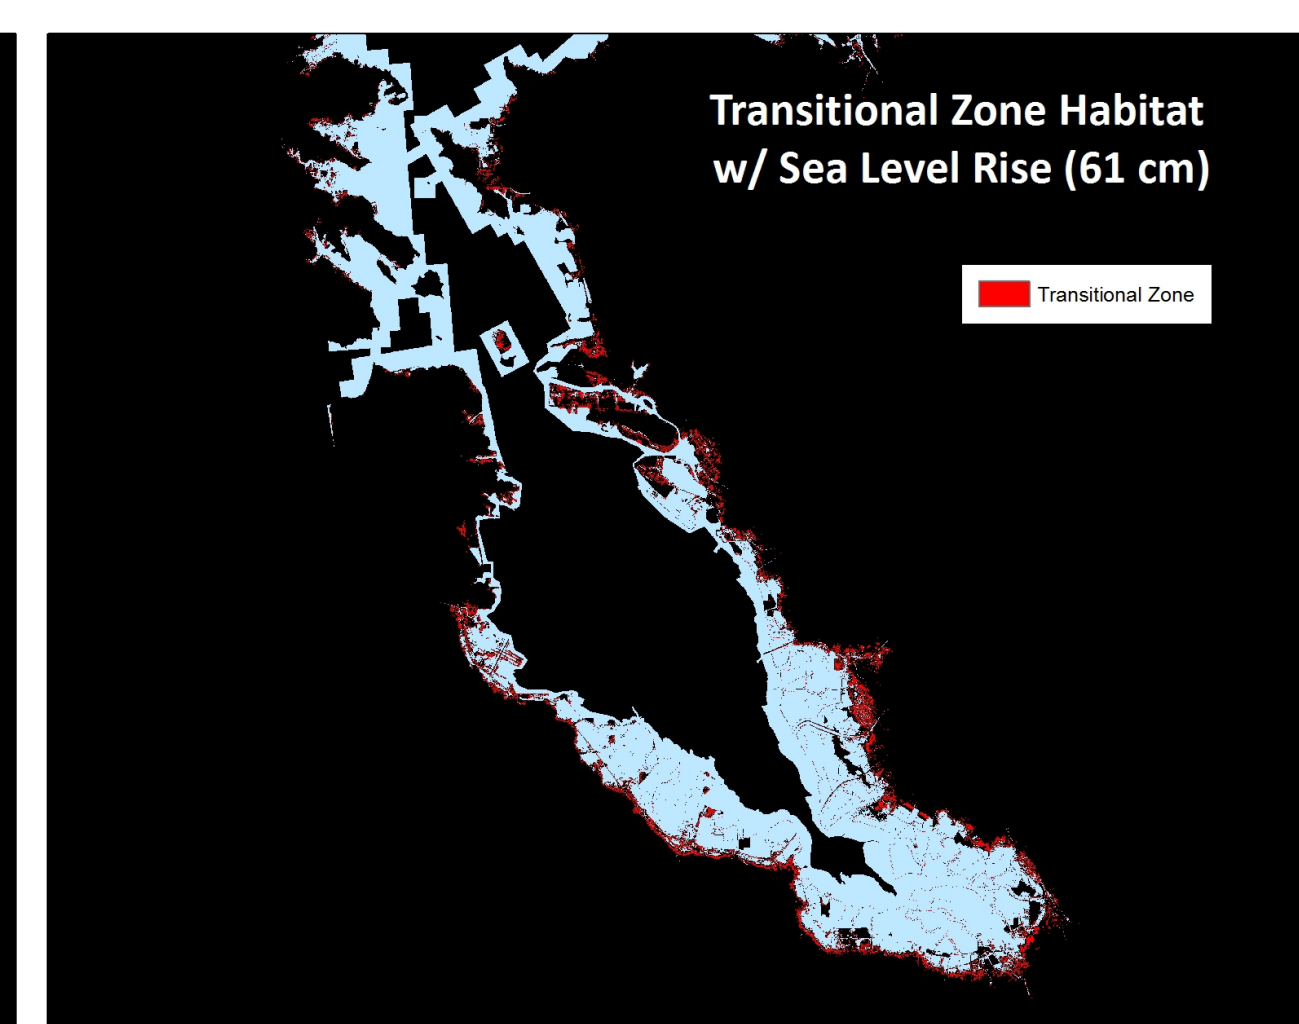 Transitional Zone Habitat
w/ Sea Level Rise (61 cm)
Transitional Zone